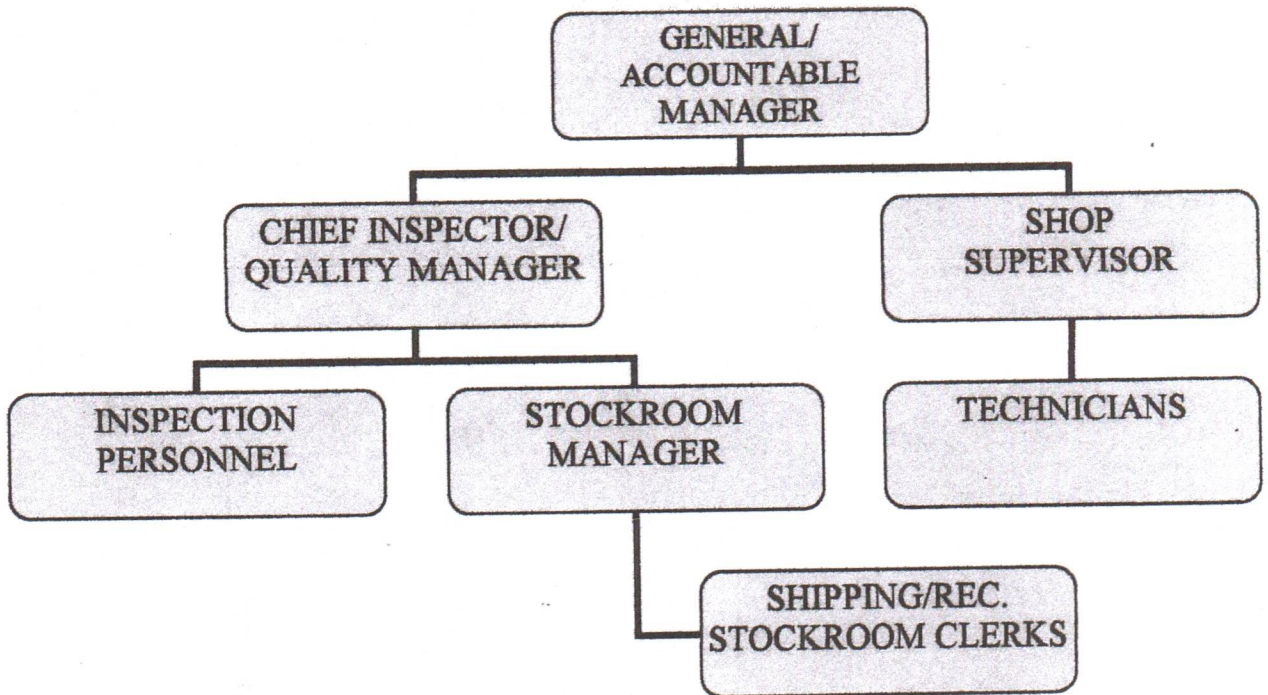 GENERAL/
ACCOUNTABLE
MANAGER
CHIEF INSPECTOR/
QUALITY MANAGER
SHOP
SUPERVISOR
INSPECTION
PERSONNEL
STOCKROOM
MANAGER
TECHNICIANS
SHIPPING/REC.
STOCKROOM CLERKS